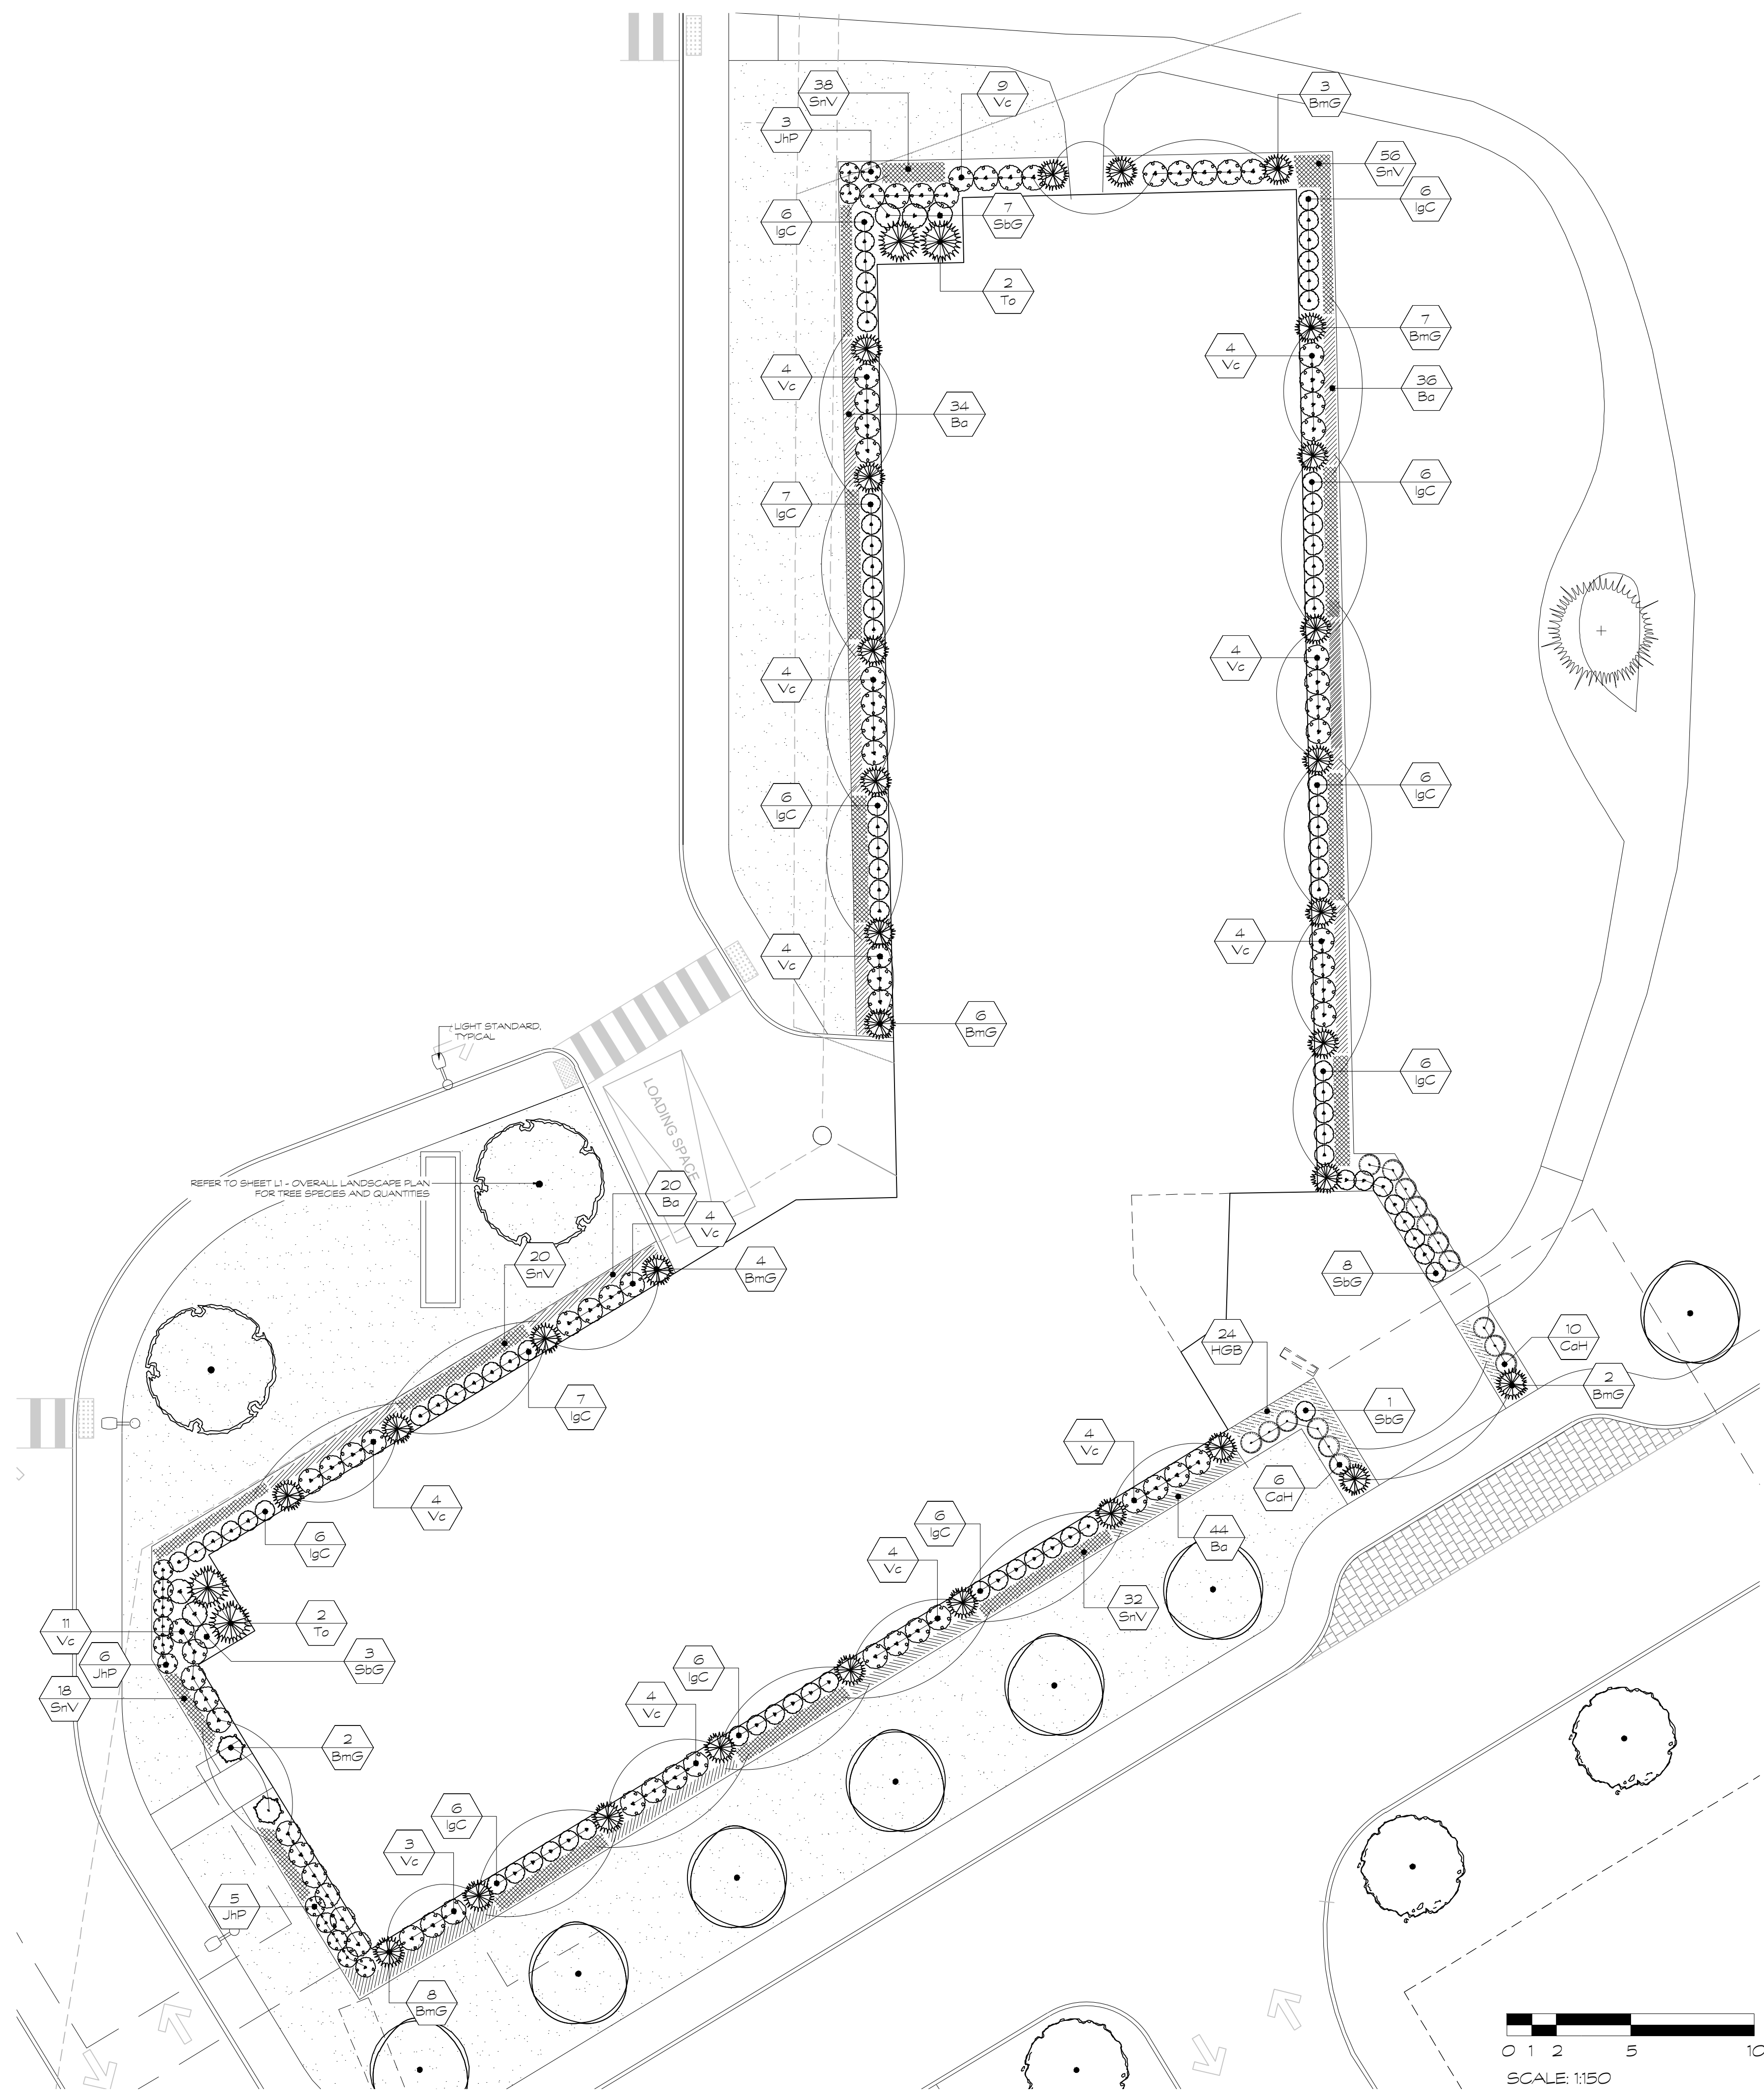 38
SnV
9
Vc
3
BmG
3
JhP
56
SnV
6
IgC
6
IgC
7
SbG
2
To
7
BmG
4
Vc
4
Vc
36
Ba
34
Ba
6
IgC
7
IgC
4
Vc
4
Vc
6
IgC
6
IgC
4
Vc
4
Vc
6
BmG
6
IgC
LIGHT STANDARD,
TYPICAL
LOADING SPACE
REFER TO SHEET L1 - OVERALL LANDSCAPE PLAN
FOR TREE SPECIES AND QUANTITIES
20
Ba
4
Vc
20
SnV
4
BmG
8
SbG
24
HGB
10
CaH
2
BmG
7
IgC
1
SbG
4
Vc
6
CaH
4
Vc
6
IgC
6
IgC
44
Ba
4
Vc
32
SnV
2
To
11
Vc
3
SbG
6
JhP
6
IgC
18
SnV
4
Vc
2
BmG
6
IgC
3
Vc
5
JhP
8
BmG
0 1 2 5 10
SCALE: 1:150